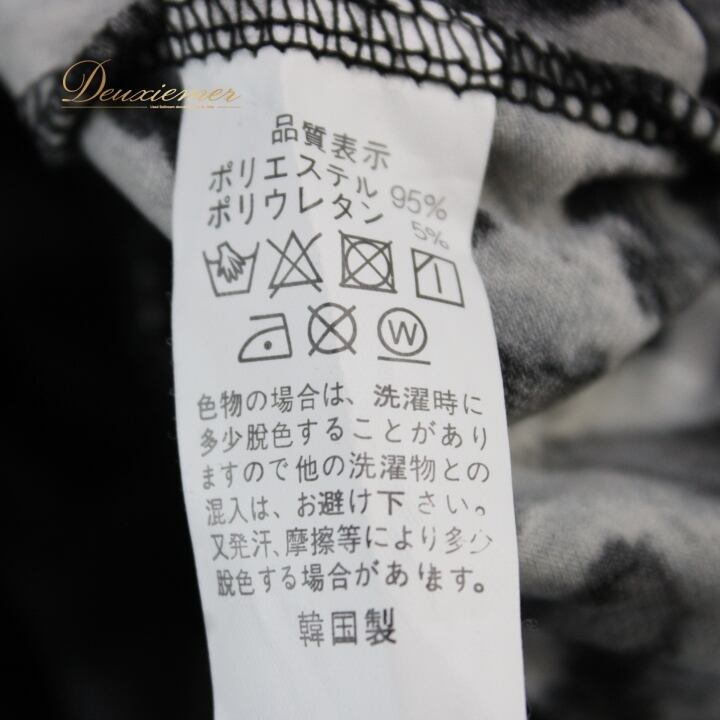 Deuxiemer
品質表示
ポリエステル 95%
ポリウレタン 5%
W
色物の場合は、洗濯時に
多少脱色することがあり
ますので他の洗濯物との
混入は、お避け下さい。
又発汗、摩擦等により多少
脱色する場合があります。
韓国製